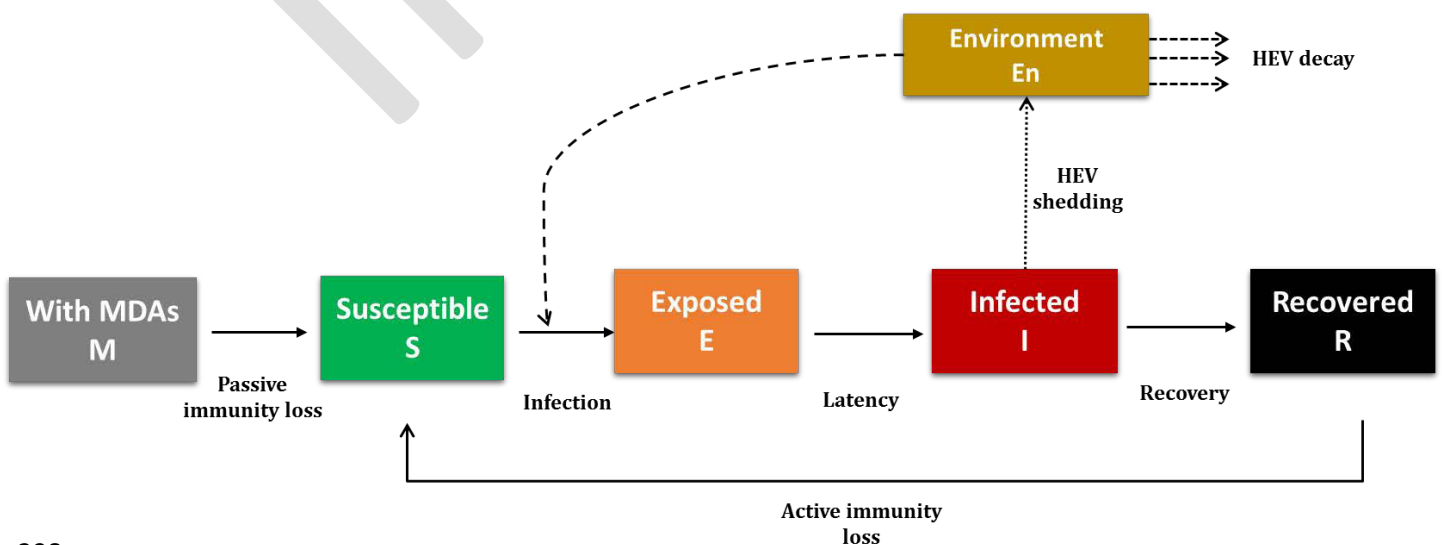 Environment
En
HEV decay
HEV
shedding
With MDAs
M
Susceptible
S
Exposed
E
Infected
I
Recovered
R
Passive
immunity loss
Infection
Latency
Recovery
Active immunity
loss